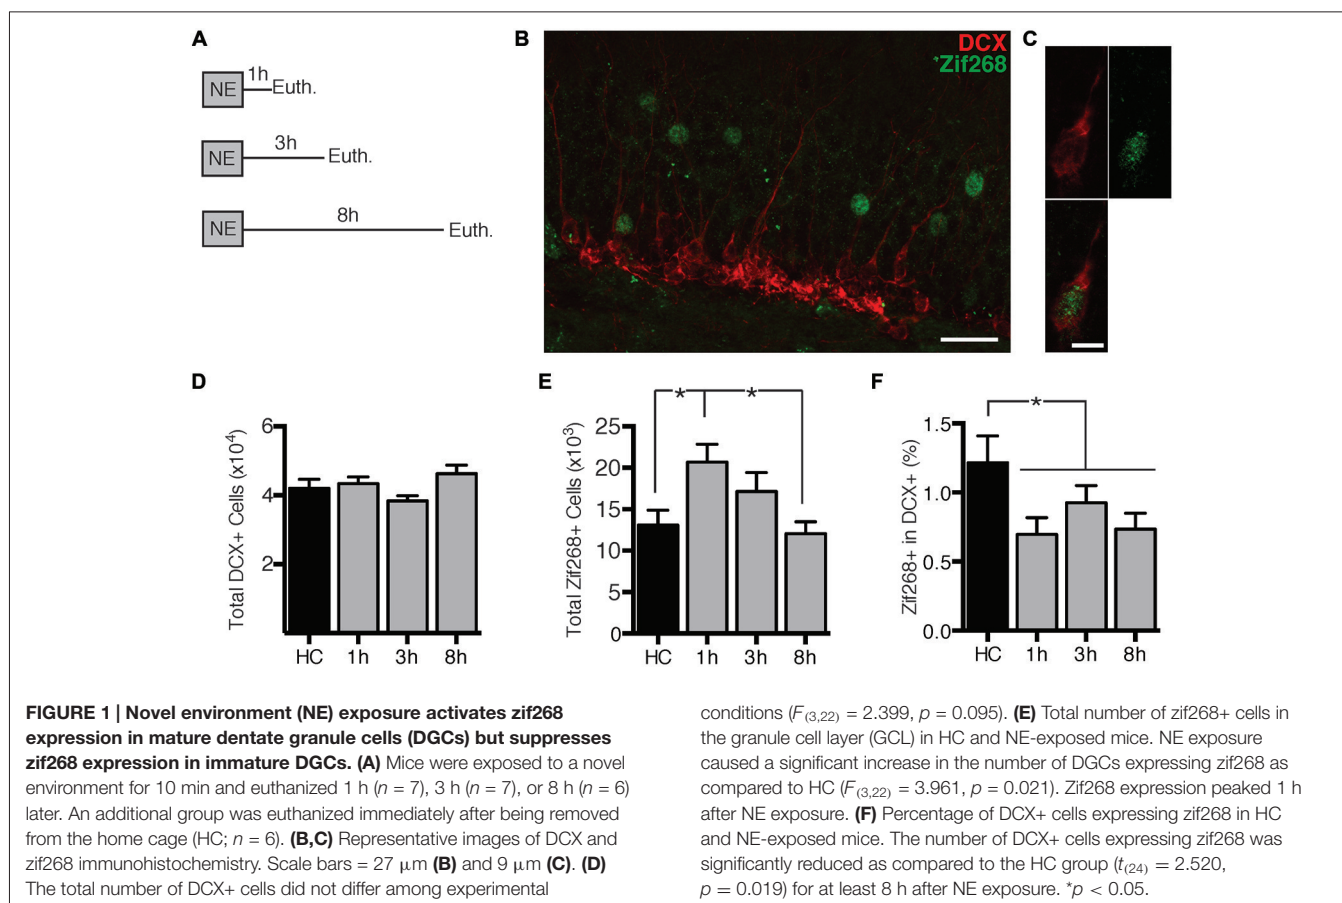 A
NE
1h
Euth.
NE
3h
Euth.
NE
8h
Euth.
B
DCX
Zif268
C
D
Total DCX+ Cells (x10⁴)
6
4
2
HC 1h 3h 8h
E
* *
Total Zif268+ Cells (x10³)
25
20
15
10
5
0
HC 1h 3h 8h
F
*
Zif268+ in DCX+ (%)
1.5
1.0
0.5
0.0
HC 1h 3h 8h
FIGURE 1 | Novel environment (NE) exposure activates zif268
expression in mature dentate granule cells (DGCs) but suppresses
zif268 expression in immature DGCs. (A) Mice were exposed to a novel
environment for 10 min and euthanized 1 h (n = 7), 3 h (n = 7), or 8 h (n = 6)
later. An additional group was euthanized immediately after being removed
from the home cage (HC; n = 6). (B,C) Representative images of DCX and
zif268 immunohistochemistry. Scale bars = 27 μm (B) and 9 μm (C). (D)
The total number of DCX+ cells did not differ among experimental
conditions (F(3,22) = 2.399, p = 0.095). (E) Total number of zif268+ cells in
the granule cell layer (GCL) in HC and NE-exposed mice. NE exposure
caused a significant increase in the number of DGCs expressing zif268 as
compared to HC (F(3,22) = 3.961, p = 0.021). Zif268 expression peaked 1 h
after NE exposure. (F) Percentage of DCX+ cells expressing zif268 in HC
and NE-exposed mice. The number of DCX+ cells expressing zif268 was
significantly reduced as compared to the HC group (t(24) = 2.520,
p = 0.019) for at least 8 h after NE exposure. *p < 0.05.